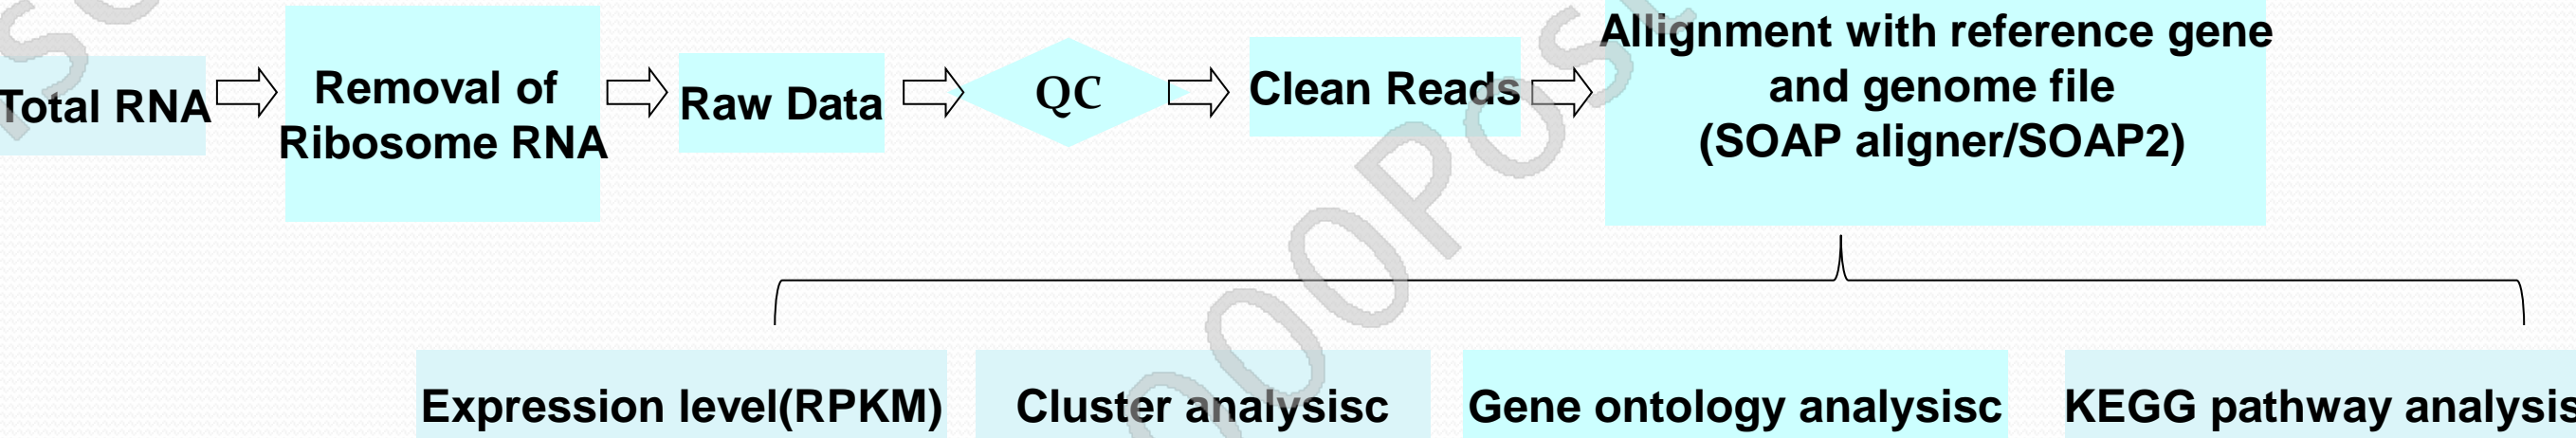 Total RNA
Removal of
Ribosome RNA
Raw Data
QC
Clean Reads
Allignment with reference gene
and genome file
(SOAP aligner/SOAP2)
Expression level(RPKM)
Cluster analysisc
Gene ontology analysisc
KEGG pathway analysis